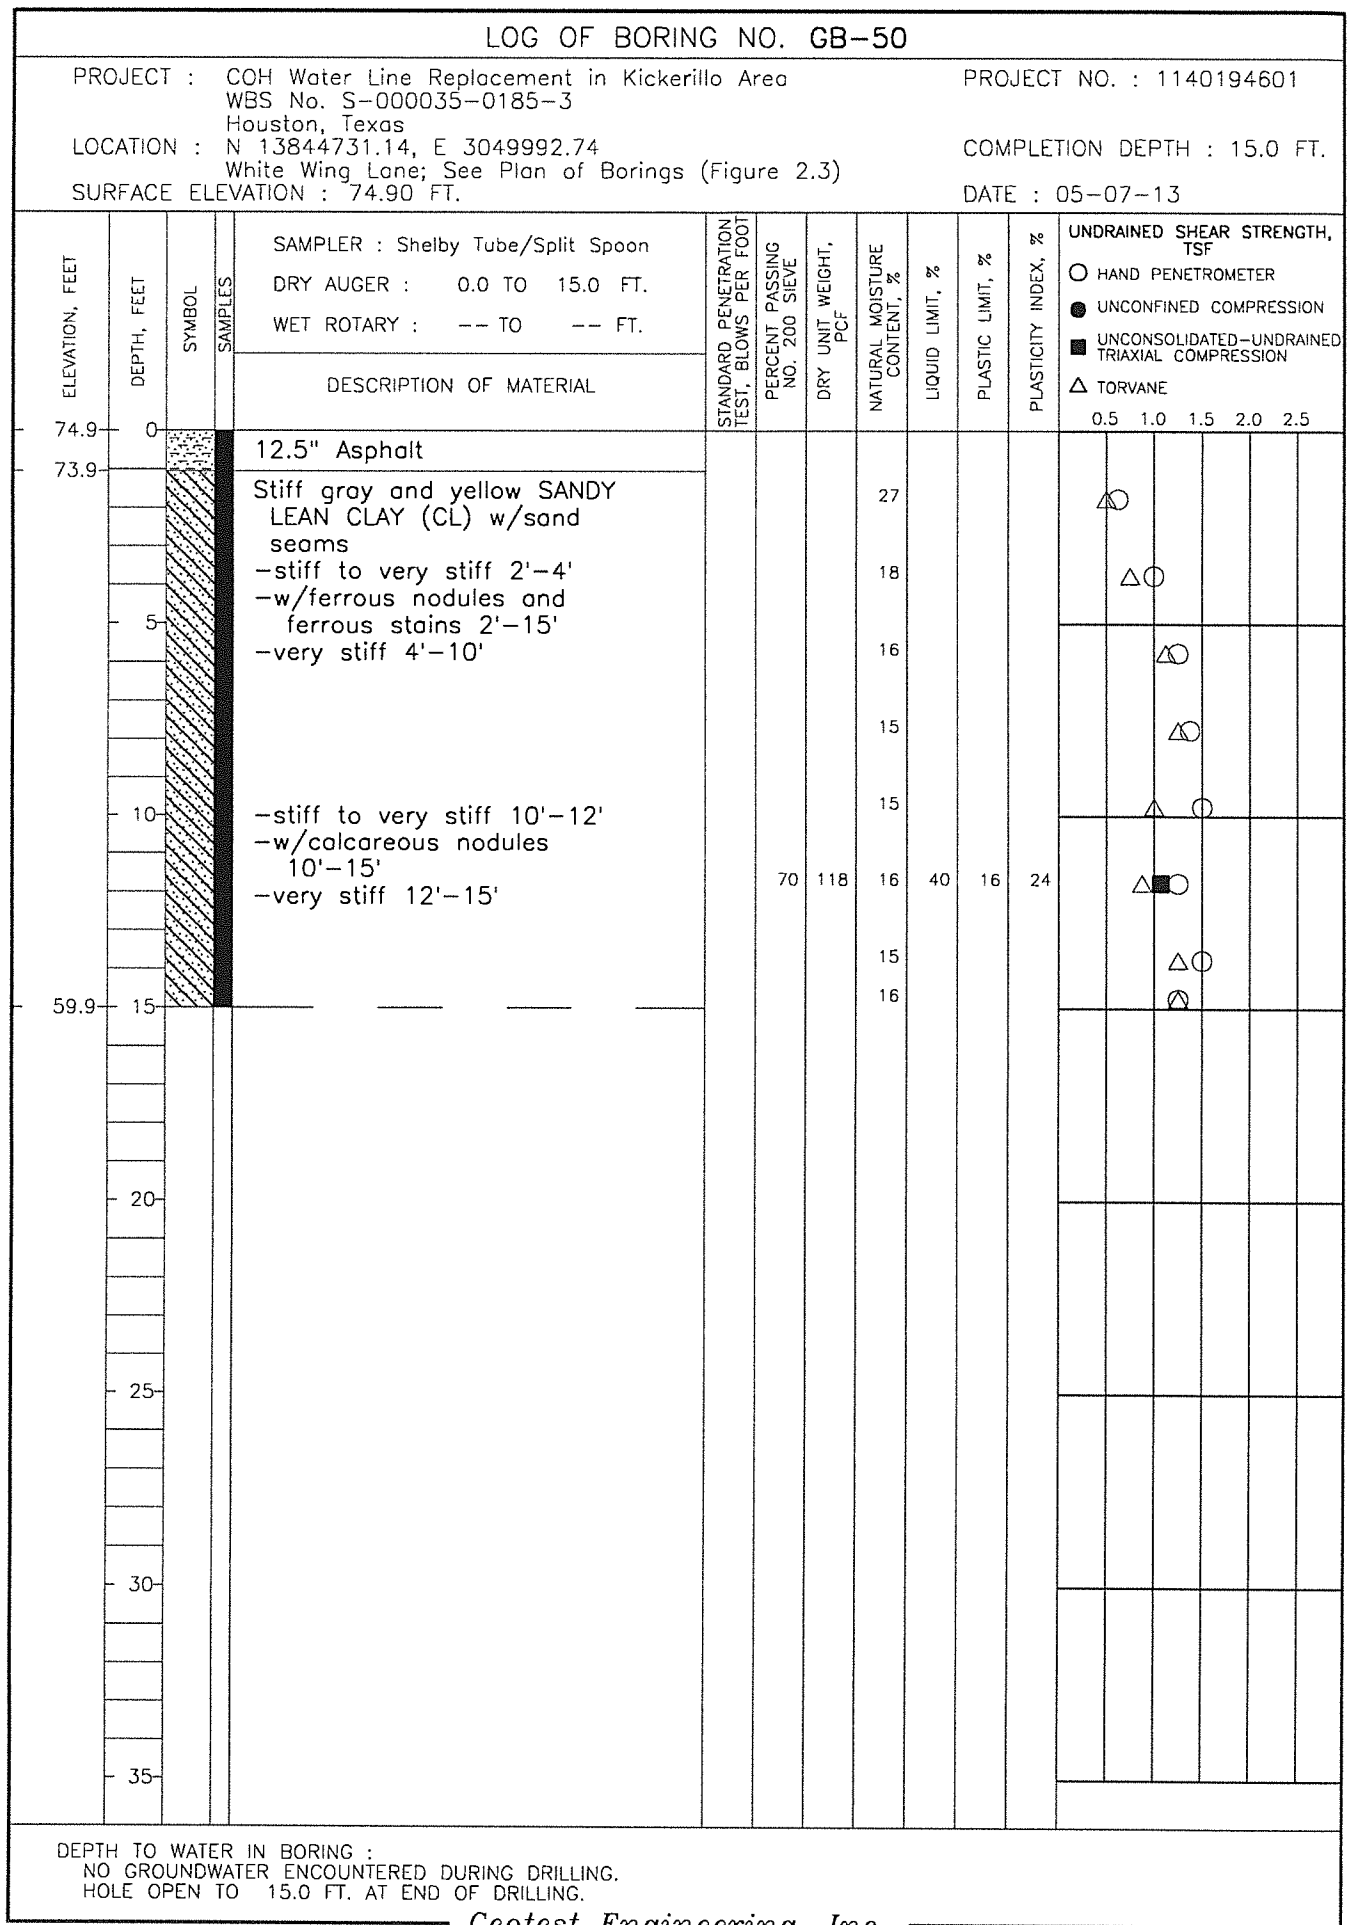 LOG OF BORING NO. GB-50
PROJECT : COH Water Line Replacement in Kickerillo Area
WBS No. S-000035-0185-3
Houston, Texas
PROJECT NO. : 1140194601
LOCATION : N 13844731.14, E 3049992.74
White Wing Lane; See Plan of Borings (Figure 2.3)
COMPLETION DEPTH : 15.0 FT.
SURFACE ELEVATION : 74.90 FT.
DATE : 05-07-13
ELEVATION, FEET
DEPTH, FEET
SYMBOL
SAMPLES
SAMPLER : Shelby Tube/Split Spoon
DRY AUGER : 0.0 TO 15.0 FT.
WET ROTARY : -- TO -- FT.
DESCRIPTION OF MATERIAL
STANDARD PENETRATION
TEST, BLOWS PER FOOT
PERCENT PASSING
NO. 200 SIEVE
DRY UNIT WEIGHT,
PCF
NATURAL MOISTURE
CONTENT, %
LIQUID LIMIT, %
PLASTIC LIMIT, %
PLASTICITY INDEX, %
UNDRAINED SHEAR STRENGTH,
TSF
HAND PENETROMETER
UNCONFINED COMPRESSION
UNCONSOLIDATED-UNDRAINED
TRIAXIAL COMPRESSION
TORVANE
0.5 1.0 1.5 2.0 2.5
74.9 0
12.5" Asphalt
73.9
Stiff gray and yellow SANDY
LEAN CLAY (CL) w/sand
seams
27
-stiff to very stiff 2'-4'
18
-w/ferrous nodules and
ferrous stains 2'-15'
5
-very stiff 4'-10'
16
15
15
10
-stiff to very stiff 10'-12'
-w/calcareous nodules
10'-15'
70 118 16 40 16 24
-very stiff 12'-15'
15
16
59.9 15
20
25
30
35
DEPTH TO WATER IN BORING :
NO GROUNDWATER ENCOUNTERED DURING DRILLING.
HOLE OPEN TO 15.0 FT. AT END OF DRILLING.
Geotest Engineering, Inc.